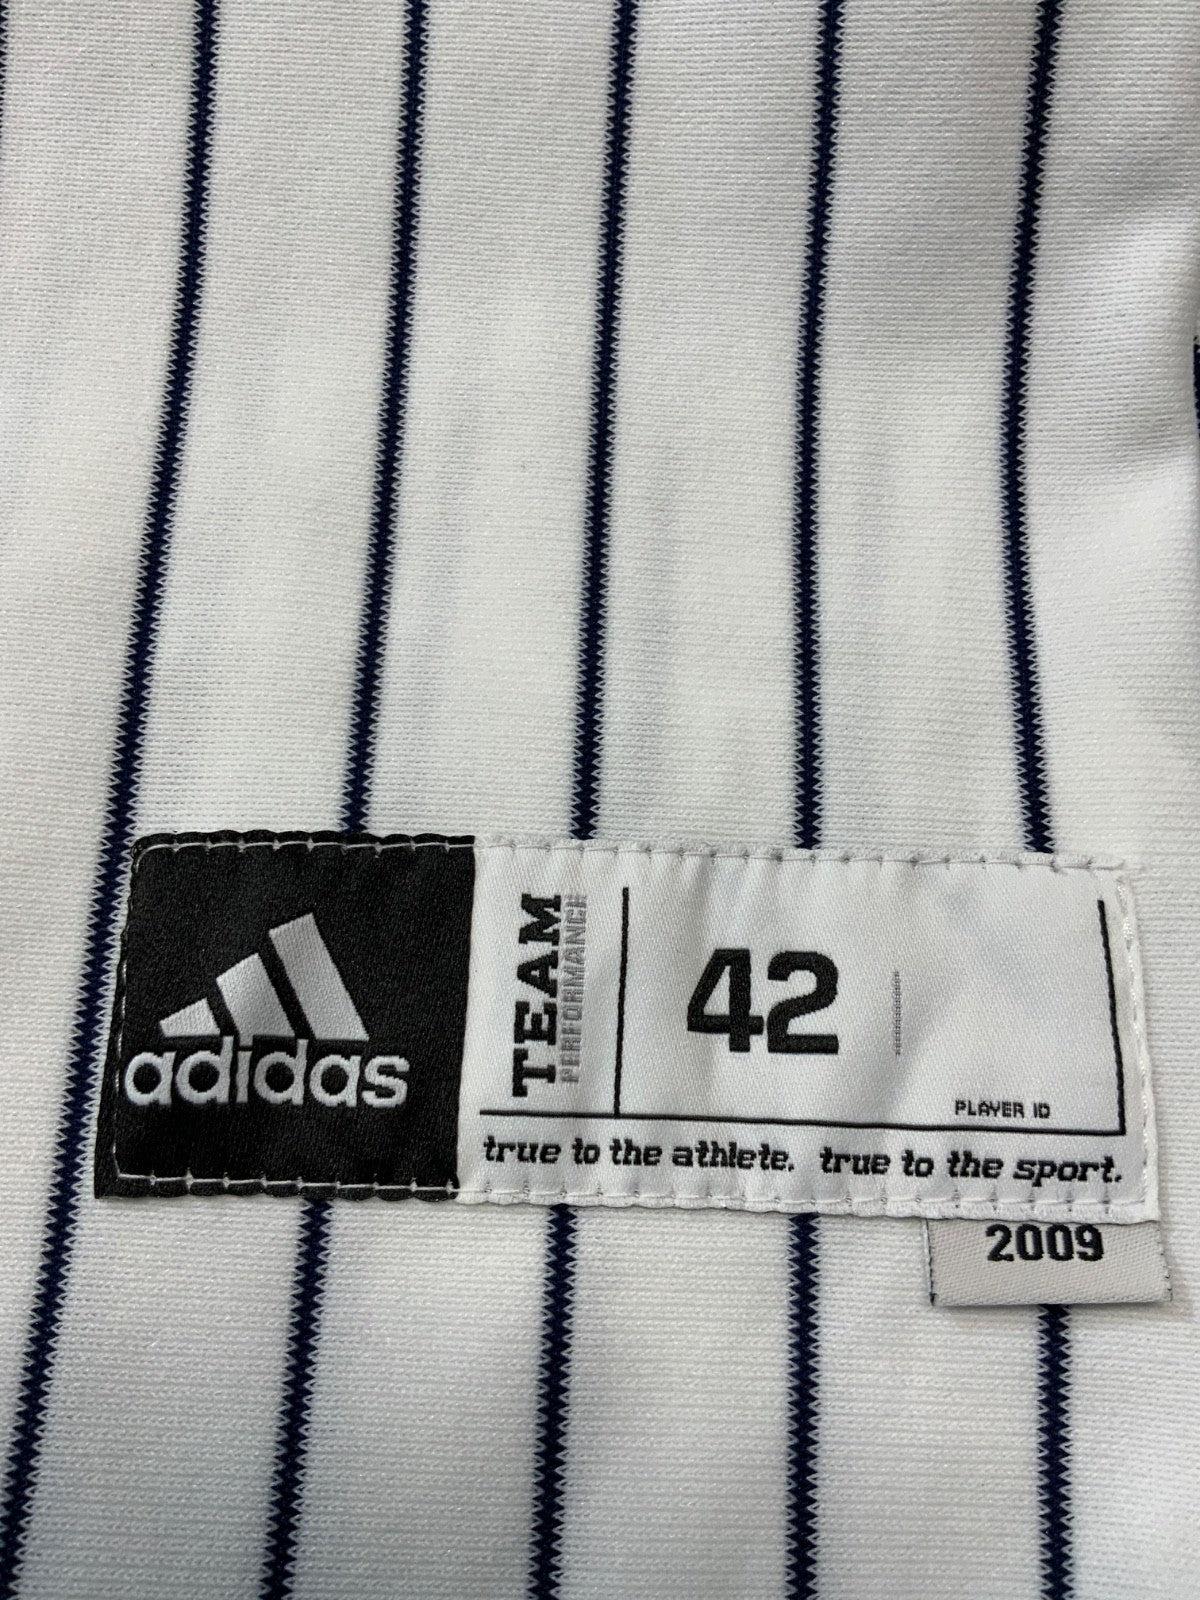 adidas
TEAM
PERFORMANCE
42
PLAYER ID
true to the athlete. true to the sport.
2009